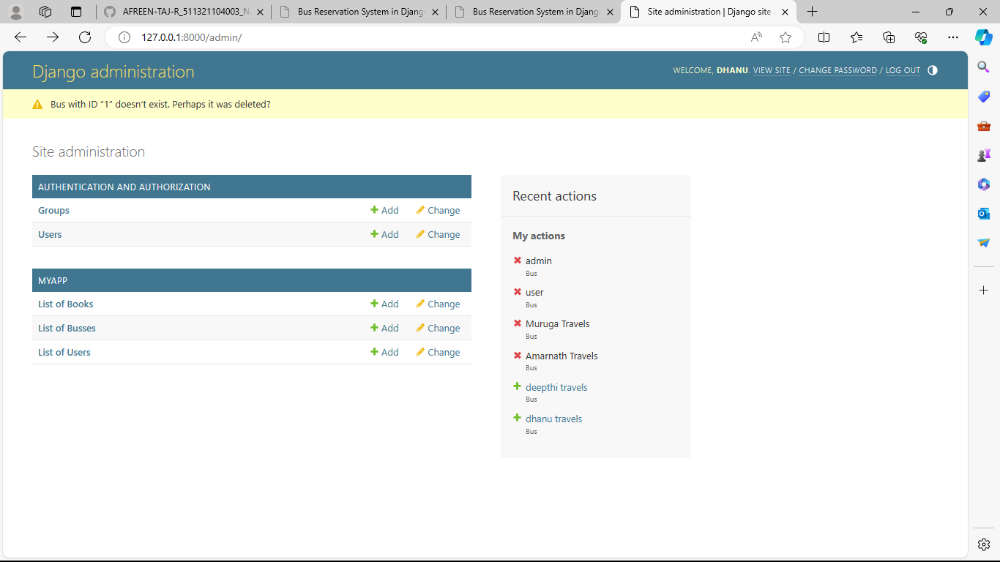 AFREEN-TAJ-R_511321104003_N
Bus Reservation System in Djang
Bus Reservation System in Djang
Site administration | Django site
127.0.0.1:8000/admin/
Django administration
WELCOME, DHANU. VIEW SITE / CHANGE PASSWORD / LOG OUT
Bus with ID “1” doesn’t exist. Perhaps it was deleted?
Site administration
AUTHENTICATION AND AUTHORIZATION
Groups Add Change
Users Add Change
MYAPP
List of Books Add Change
List of Busses Add Change
List of Users Add Change
Recent actions
My actions
admin
Bus
user
Bus
Muruga Travels
Bus
Amarnath Travels
Bus
deepthi travels
Bus
dhanu travels
Bus